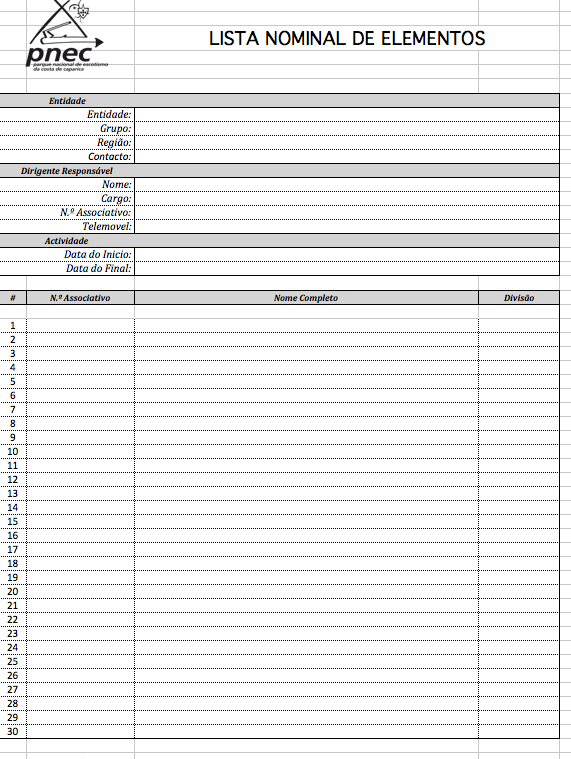 LISTA NOMINAL DE ELEMENTOS
pnec
parque nacional de escotismo
da costa de caparica
Entidade
Entidade:
Grupo:
Região:
Contacto:
Dirigente Responsável
Nome:
Cargo:
N.º Associativo:
Telemovel:
Actividade
Data do Inicio:
Data do Final:
# N.º Associativo Nome Completo Divisão
1
2
3
4
5
6
7
8
9
10
11
12
13
14
15
16
17
18
19
20
21
22
23
24
25
26
27
28
29
30